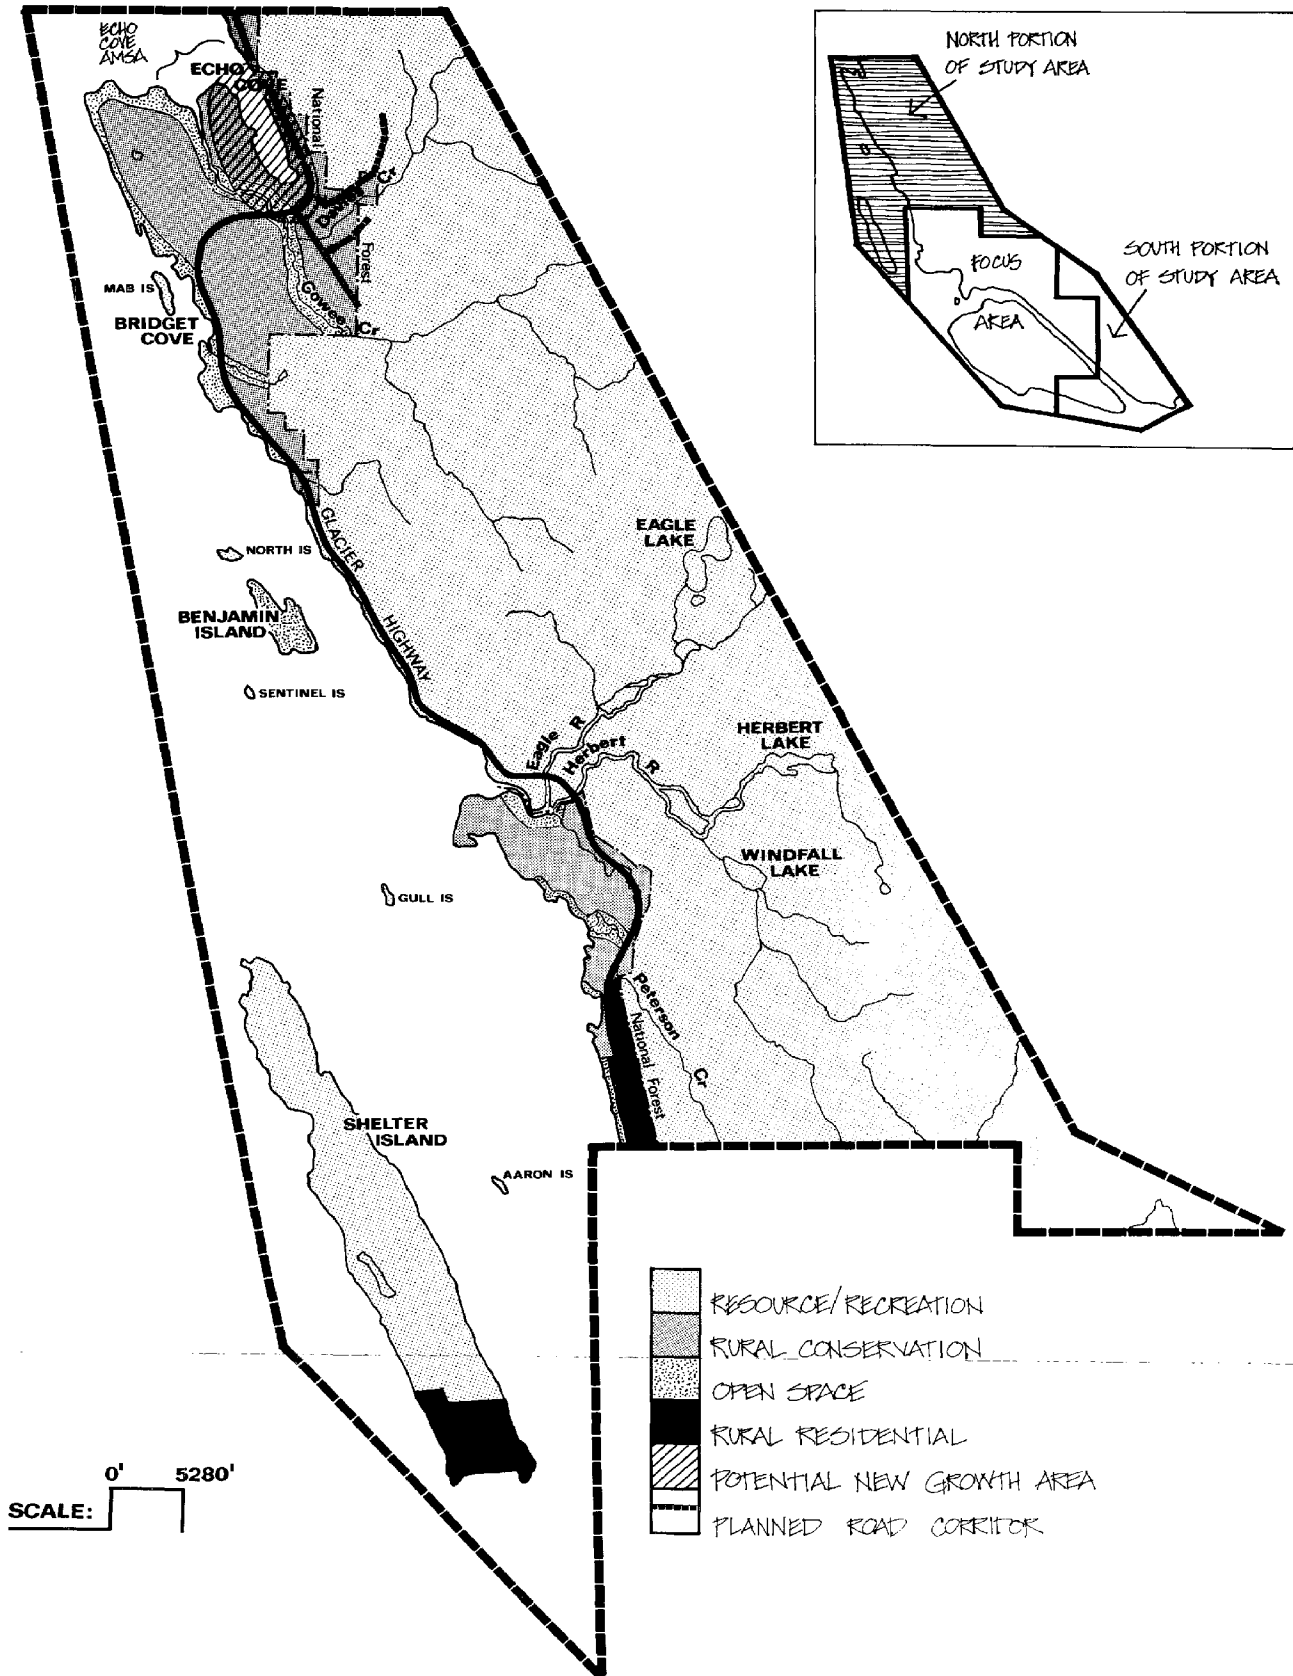 ECHO
COVE
AMSA
ECHO
COVE
National
Davies Cr
Forest
Cowee
Cr
MAB IS
BRIDGET
COVE
GLACIER
HIGHWAY
NORTH IS
BENJAMIN
ISLAND
SENTINEL IS
EAGLE
LAKE
Eagle R
Herbert R
HERBERT
LAKE
WINDFALL
LAKE
GULL IS
Peterson Cr
National Forest
SHELTER
ISLAND
AARON IS
NORTH PORTION
OF STUDY AREA
FOCUS
AREA
SOUTH PORTION
OF STUDY AREA
RESOURCE/RECREATION
RURAL CONSERVATION
OPEN SPACE
RURAL RESIDENTIAL
POTENTIAL NEW GROWTH AREA
PLANNED ROAD CORRIDOR
0' 5280'
SCALE: